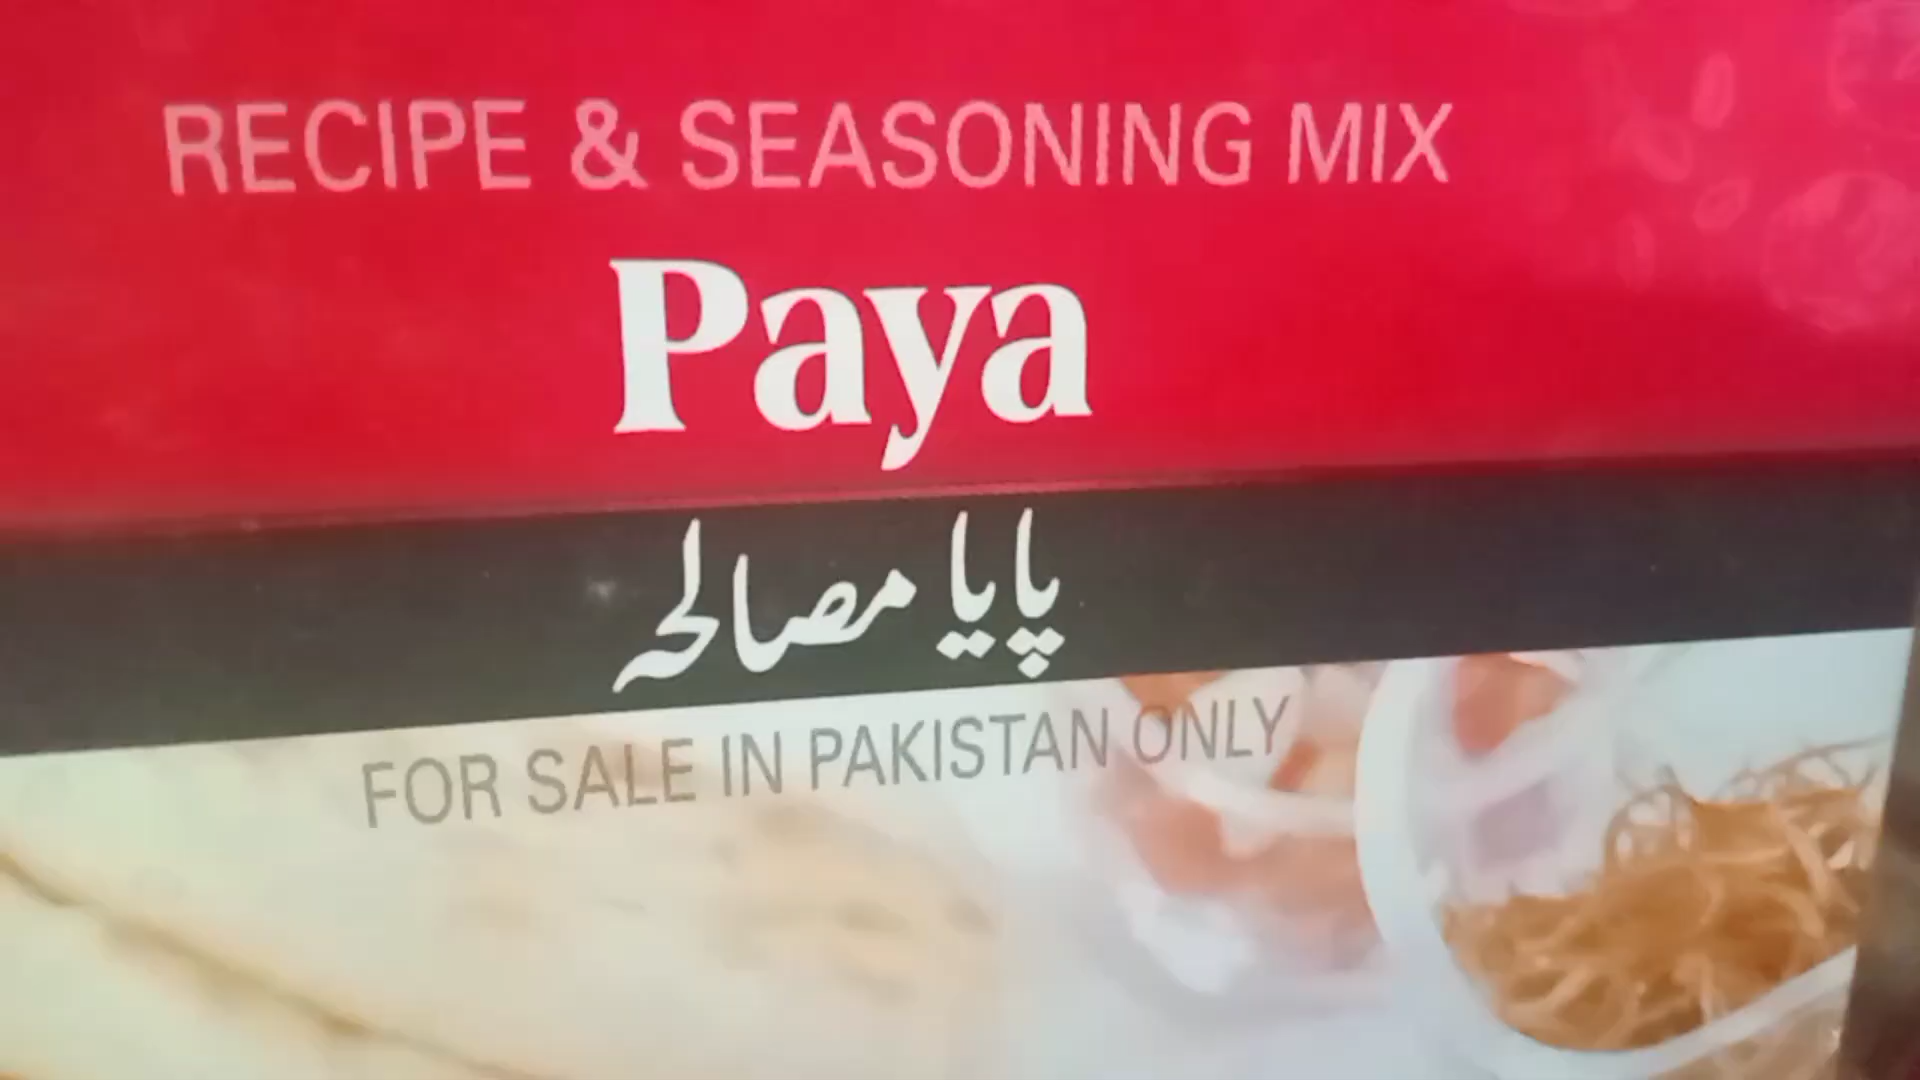 RECIPE & SEASONING MIX
Paya
پایا مصالحہ
FOR SALE IN PAKISTAN ONLY